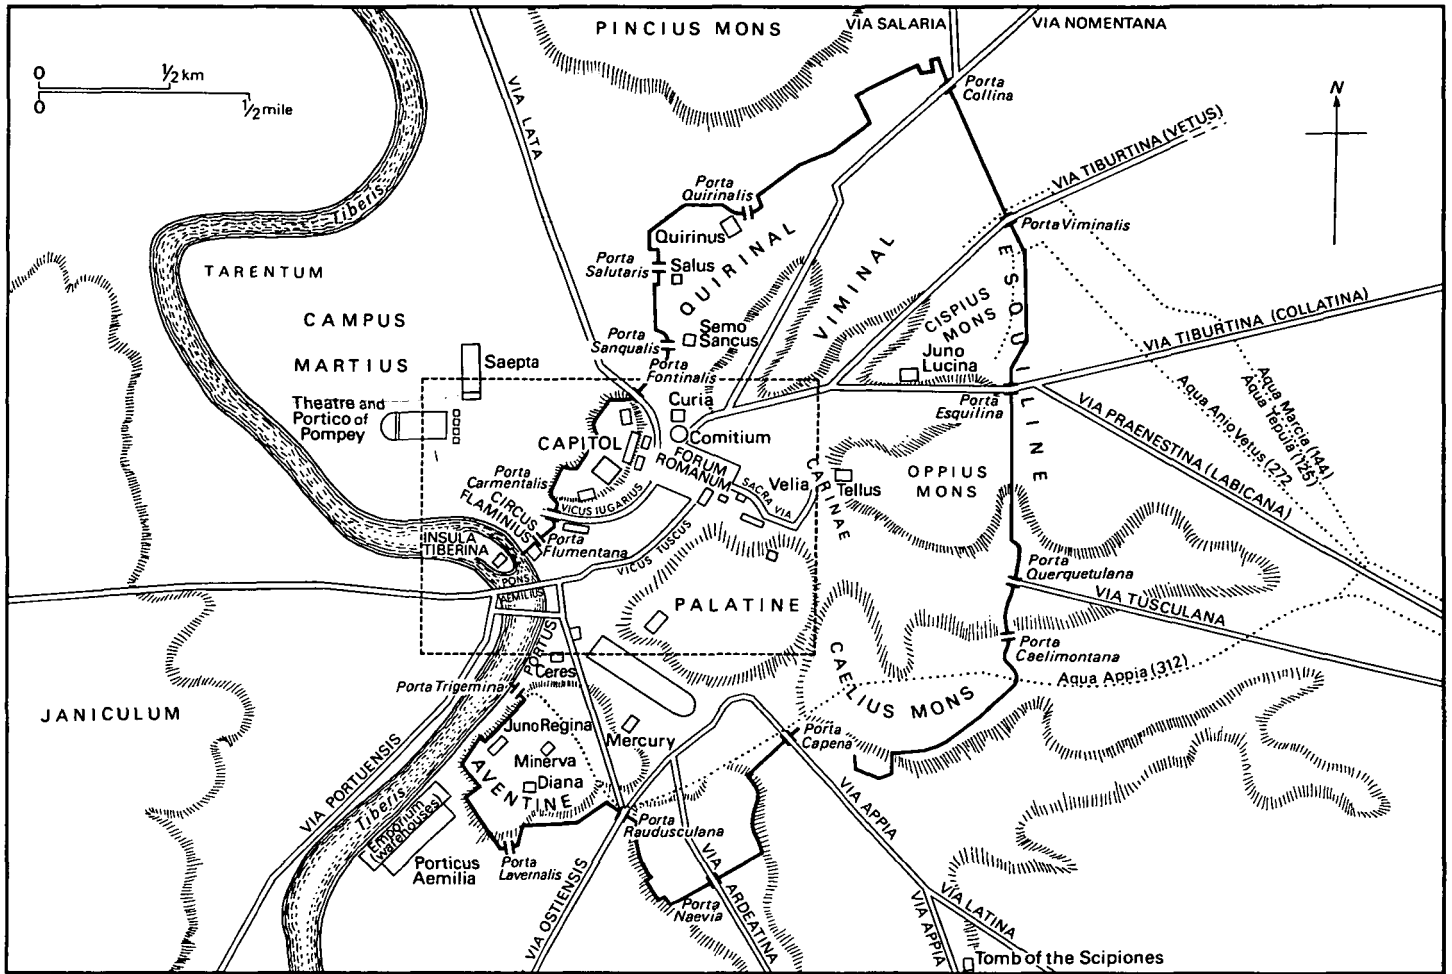 PINCIUS MONS
VIA SALARIA
VIA NOMENTANA
0
½ km
0
½ mile
VIA LATA
Porta
Collina
N
Tiberis
Porta
Quirinalis
VIA TIBURTINA (VETUS)
Quirinus
Porta Viminalis
TARENTUM
Porta
Salutaris
Salus
QUIRINAL
VIMINAL
ESQUILINE
CAMPUS
MARTIUS
CISPIUS
MONS
VIA TIBURTINA (COLLATINA)
Porta
Sanqualis
Semo
Sancus
Saepta
Porta
Fontinalis
Juno
Lucina
Theatre and
Portico of
Pompey
Curia
Porta
Esquilina
VIA PRAENESTINA (LABICANA)
Aqua Anio Vetus (272
Aqua Marcia (144)
Aqua Tepula (125)
CAPITOL
Comitium
FORUM
ROMANUM
Porta
Carmentalis
CIRCUS
FLAMINIUS
VICUS IUGARIUS
SACRA VIA
Velia
CARINAE
Tellus
OPPIUS
MONS
INSULA
TIBERINA
Porta
Flumentana
VICUS TUSCUS
Porta
Querquetulana
PONS
AEMILIUS
PALATINE
VIA TUSCULANA
PORTUS
Porta
Caelimontana
Ceres
Aqua Appia (312)
Porta Trigemina
CAELIUS MONS
JANICULUM
Juno Regina
Mercury
Porta
Capena
Minerva
Diana
AVENTINE
VIA PORTUENSIS
Tiberis
Emporium
(warehouses)
Porticus
Aemilia
Porta
Lavernalis
Porta
Raudusculana
VIA APPIA
VIA OSTIENSIS
VIA ARDEATINA
Porta
Naevia
VIA LATINA
VIA APPIA
Tomb of the Scipiones